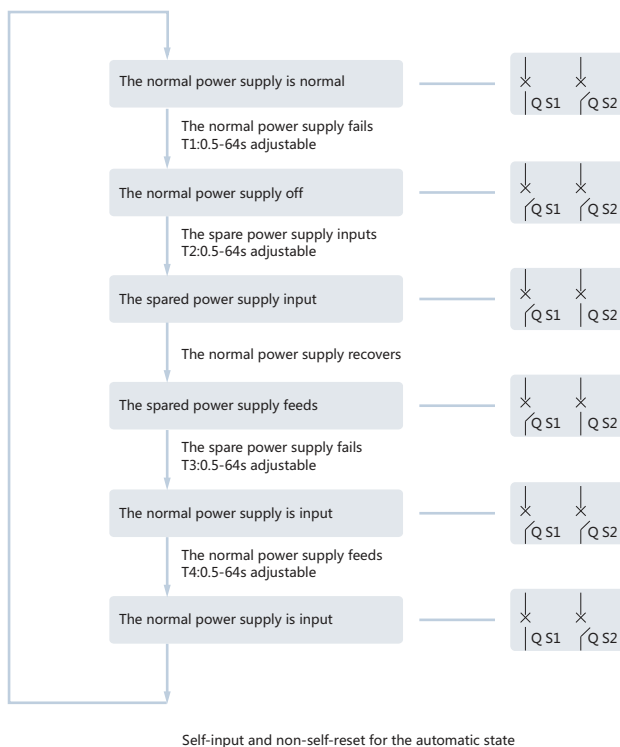 The normal power supply is normal
Q S1 Q S2
The normal power supply fails
T1:0.5-64s adjustable
The normal power supply off
Q S1 Q S2
The spare power supply inputs
T2:0.5-64s adjustable
The spared power supply input
Q S1 Q S2
The normal power supply recovers
The spared power supply feeds
Q S1 Q S2
The spare power supply fails
T3:0.5-64s adjustable
The normal power supply is input
Q S1 Q S2
The normal power supply feeds
T4:0.5-64s adjustable
The normal power supply is input
Q S1 Q S2
Self-input and non-self-reset for the automatic state